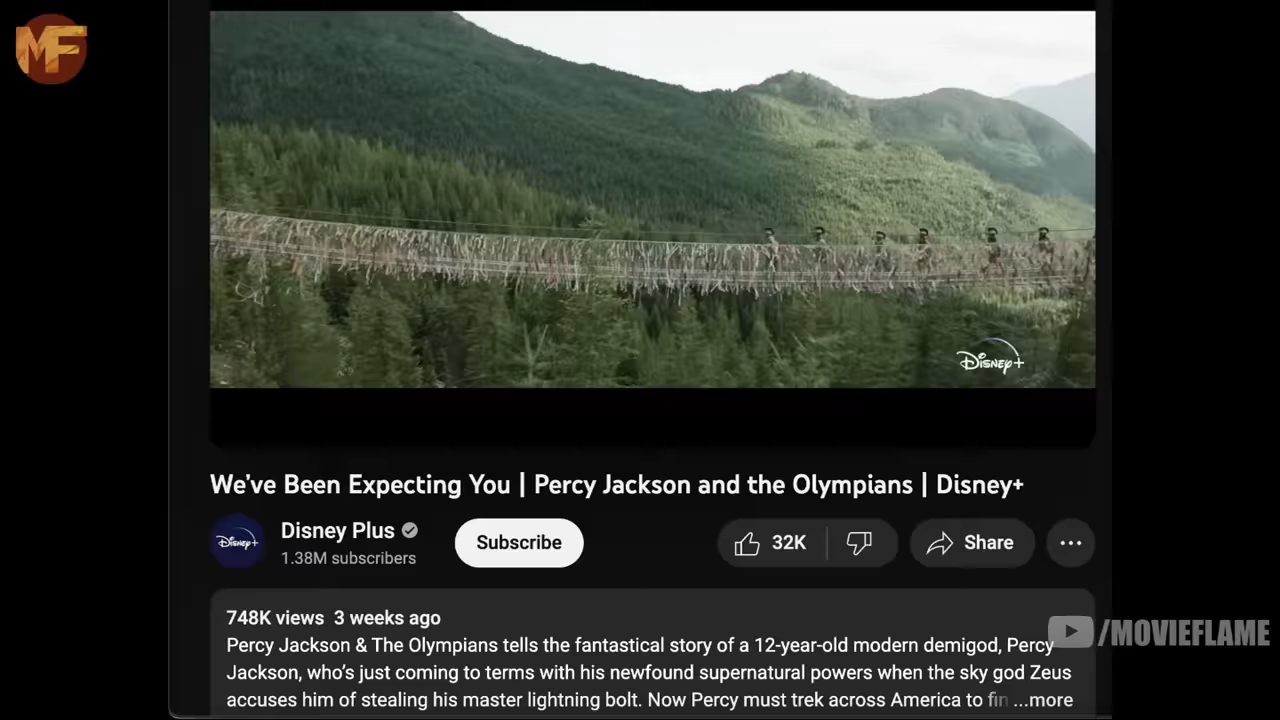 MF
Disney+
We've Been Expecting You | Percy Jackson and the Olympians | Disney+
Disney+
Disney Plus
1.38M subscribers
Subscribe
32K
Share
748K views 3 weeks ago
Percy Jackson & The Olympians tells the fantastical story of a 12-year-old modern demigod, Percy
Jackson, who's just coming to terms with his newfound supernatural powers when the sky god Zeus
accuses him of stealing his master lightning bolt. Now Percy must trek across America to fin ...more
/MOVIEFLAME